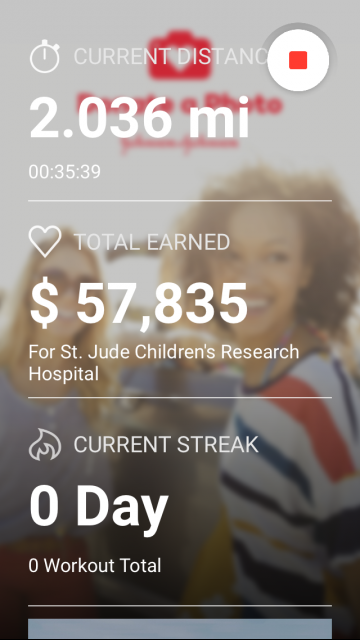 CURRENT DISTANC
2.036 mi
00:35:39
TOTAL EARNED
$ 57,835
For St. Jude Children's Research
Hospital
CURRENT STREAK
0 Day
0 Workout Total